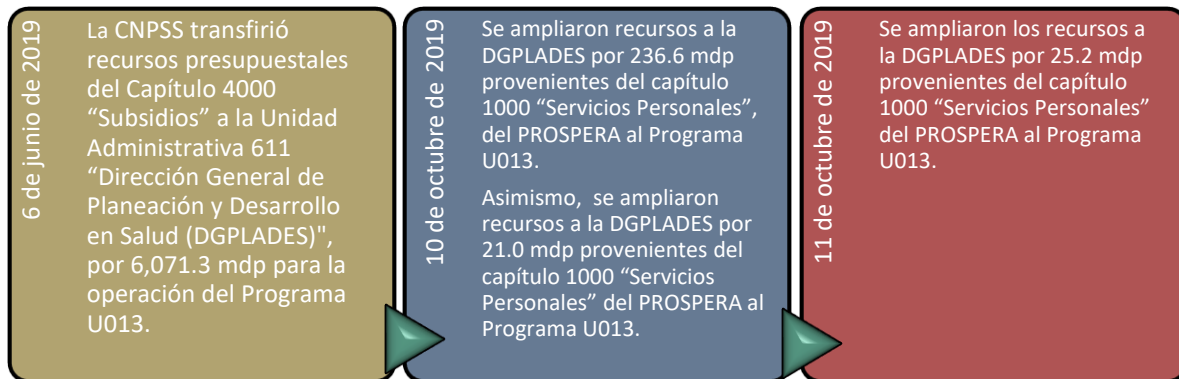 6 de junio de 2019
La CNPSS transfirió
recursos presupuestales
del Capítulo 4000
“Subsidios” a la Unidad
Administrativa 611
“Dirección General de
Planeación y Desarrollo
en Salud (DGPLADES)",
por 6,071.3 mdp para la
operación del Programa
U013.
10 de octubre de 2019
Se ampliaron recursos a la
DGPLADES por 236.6 mdp
provenientes del capítulo
1000 “Servicios Personales”,
del PROSPERA al Programa
U013.
Asimismo, se ampliaron
recursos a la DGPLADES por
21.0 mdp provenientes del
capítulo 1000 “Servicios
Personales” del PROSPERA al
Programa U013.
11 de octubre de 2019
Se ampliaron los recursos a
la DGPLADES por 25.2 mdp
provenientes del capítulo
1000 “Servicios Personales”
del PROSPERA al Programa
U013.